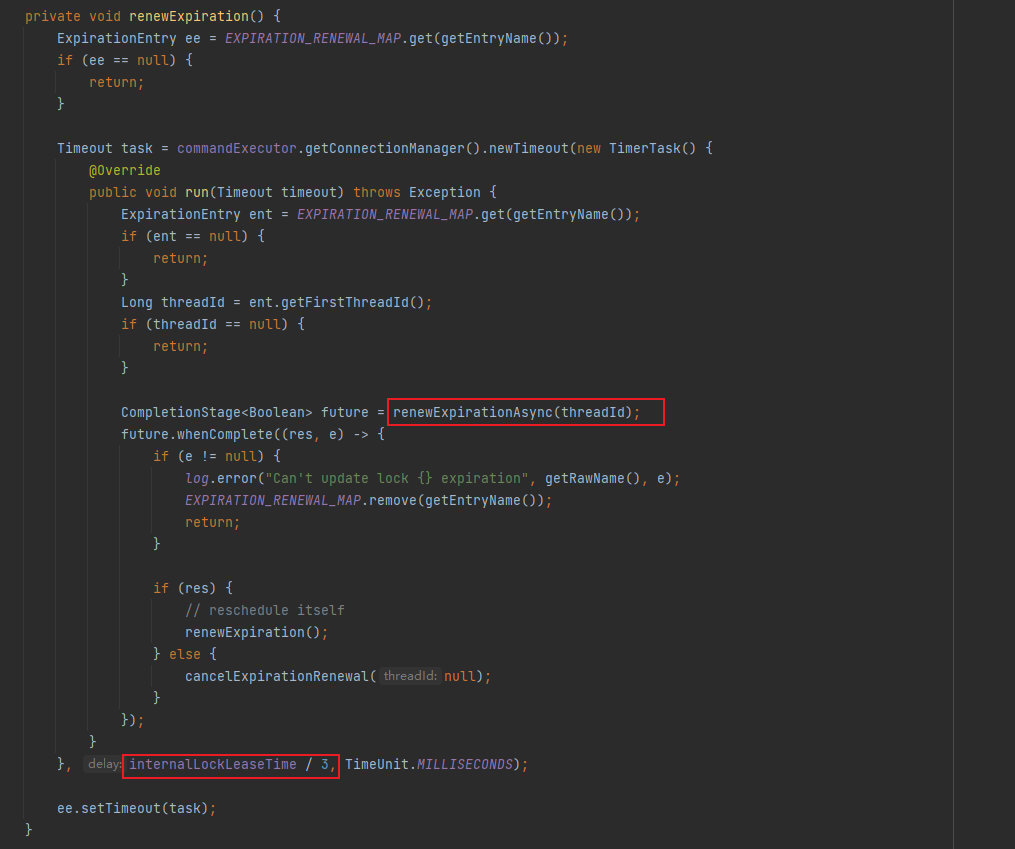 private void renewExpiration() {
ExpirationEntry ee = EXPIRATION_RENEWAL_MAP.get(getEntryName());
if (ee == null) {
return;
}
Timeout task = commandExecutor.getConnectionManager().newTimeout(new TimerTask() {
@Override
public void run(Timeout timeout) throws Exception {
ExpirationEntry ent = EXPIRATION_RENEWAL_MAP.get(getEntryName());
if (ent == null) {
return;
}
Long threadId = ent.getFirstThreadId();
if (threadId == null) {
return;
}
CompletionStage<Boolean> future = renewExpirationAsync(threadId);
future.whenComplete((res, e) -> {
if (e != null) {
log.error("Can't update lock {} expiration", getRawName(), e);
EXPIRATION_RENEWAL_MAP.remove(getEntryName());
return;
}
if (res) {
// reschedule itself
renewExpiration();
} else {
cancelExpirationRenewal( threadId: null);
}
});
}
}, delay: internalLockLeaseTime / 3, TimeUnit.MILLISECONDS);
ee.setTimeout(task);
}